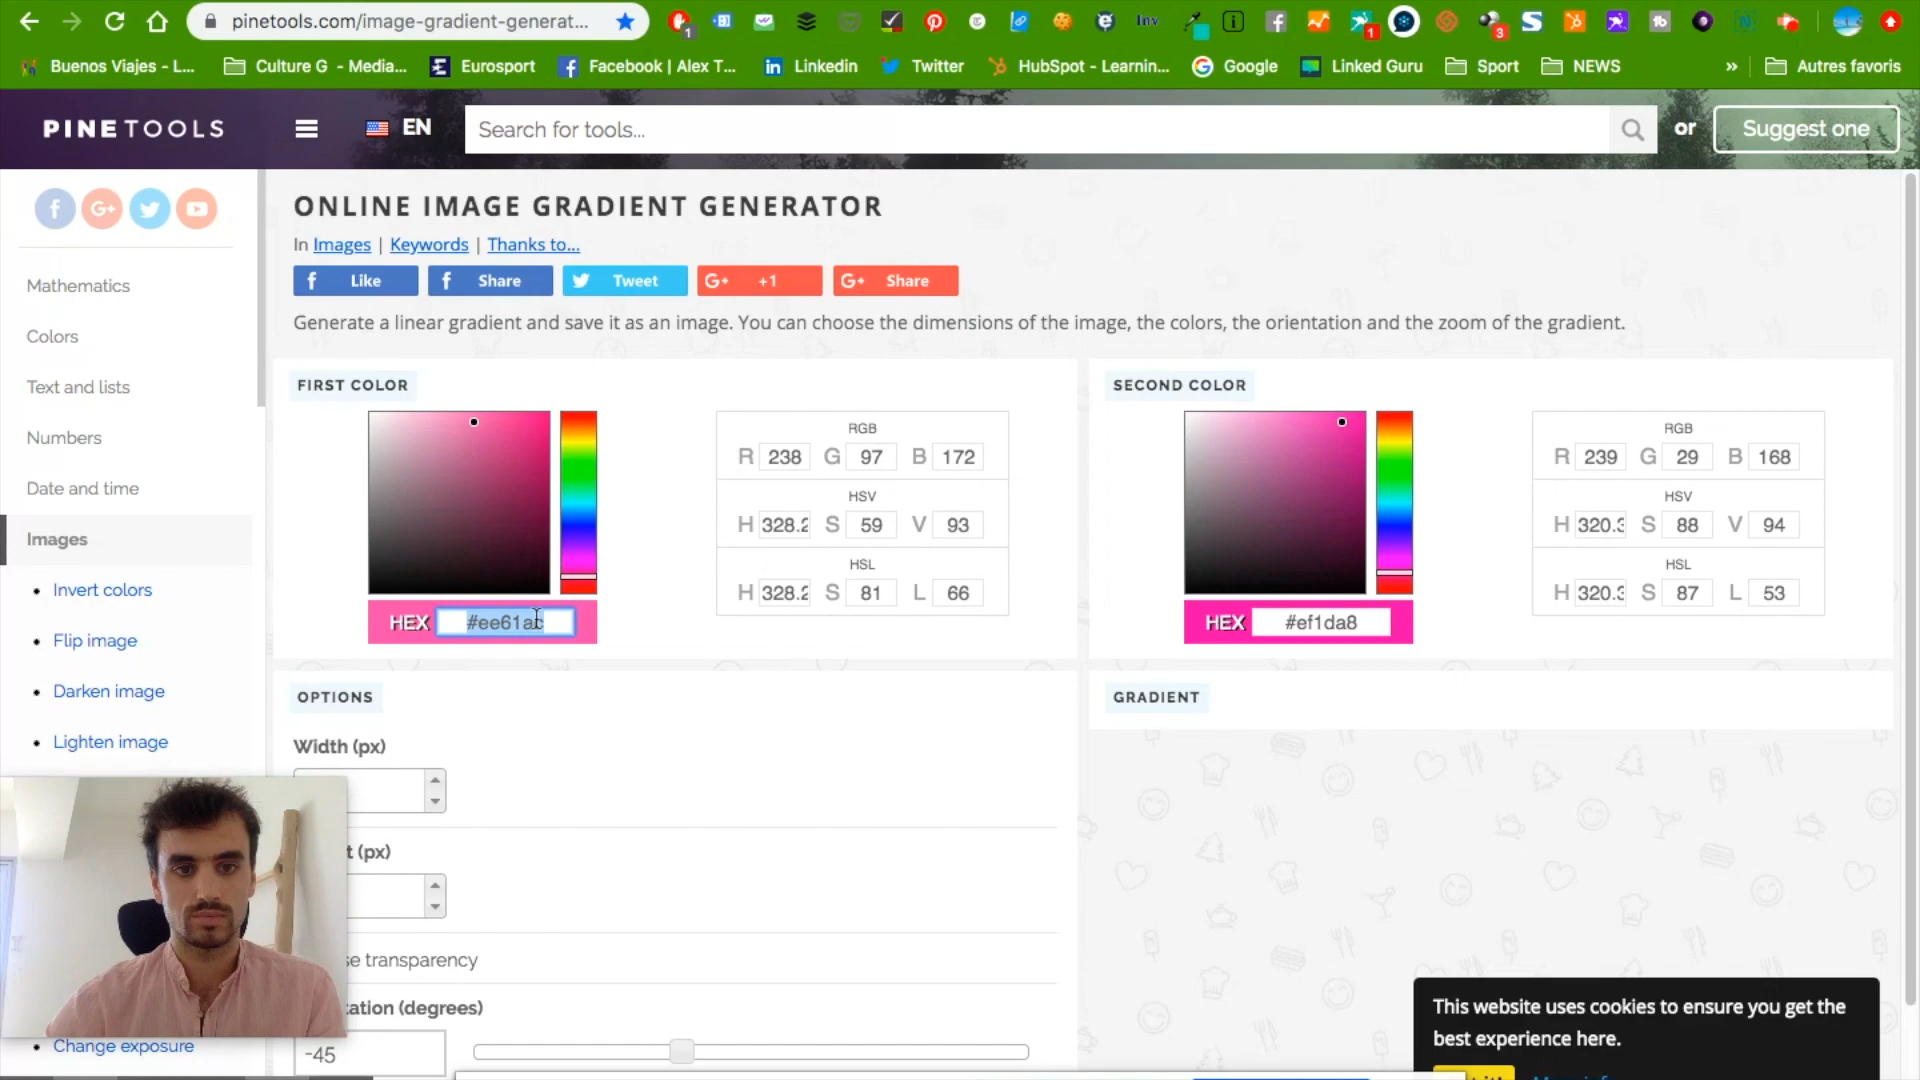 pinetools.com/image-gradient-generat...
1
Inv
1
3
Buenos Viajes - L...
Culture G - Media...
Eurosport
Facebook | Alex T...
Linkedin
Twitter
HubSpot - Learnin...
Google
Linked Guru
Sport
NEWS
»
Autres favoris
PINETOOLS
EN
Search for tools...
or
Suggest one
ONLINE IMAGE GRADIENT GENERATOR
In Images | Keywords | Thanks to...
Like
Share
Tweet
G+ +1
G+ Share
Generate a linear gradient and save it as an image. You can choose the dimensions of the image, the colors, the orientation and the zoom of the gradient.
Mathematics
Colors
Text and lists
Numbers
Date and time
Images
Invert colors
Flip image
Darken image
Lighten image
Change exposure
FIRST COLOR
RGB
R 238 G 97 B 172
HSV
H 328.2 S 59 V 93
HSL
H 328.2 S 81 L 66
HEX #ee61ac
SECOND COLOR
RGB
R 239 G 29 B 168
HSV
H 320.3 S 88 V 94
HSL
H 320.3 S 87 L 53
HEX #ef1da8
OPTIONS
Width (px)
t (px)
se transparency
tation (degrees)
-45
GRADIENT
This website uses cookies to ensure you get the
best experience here.